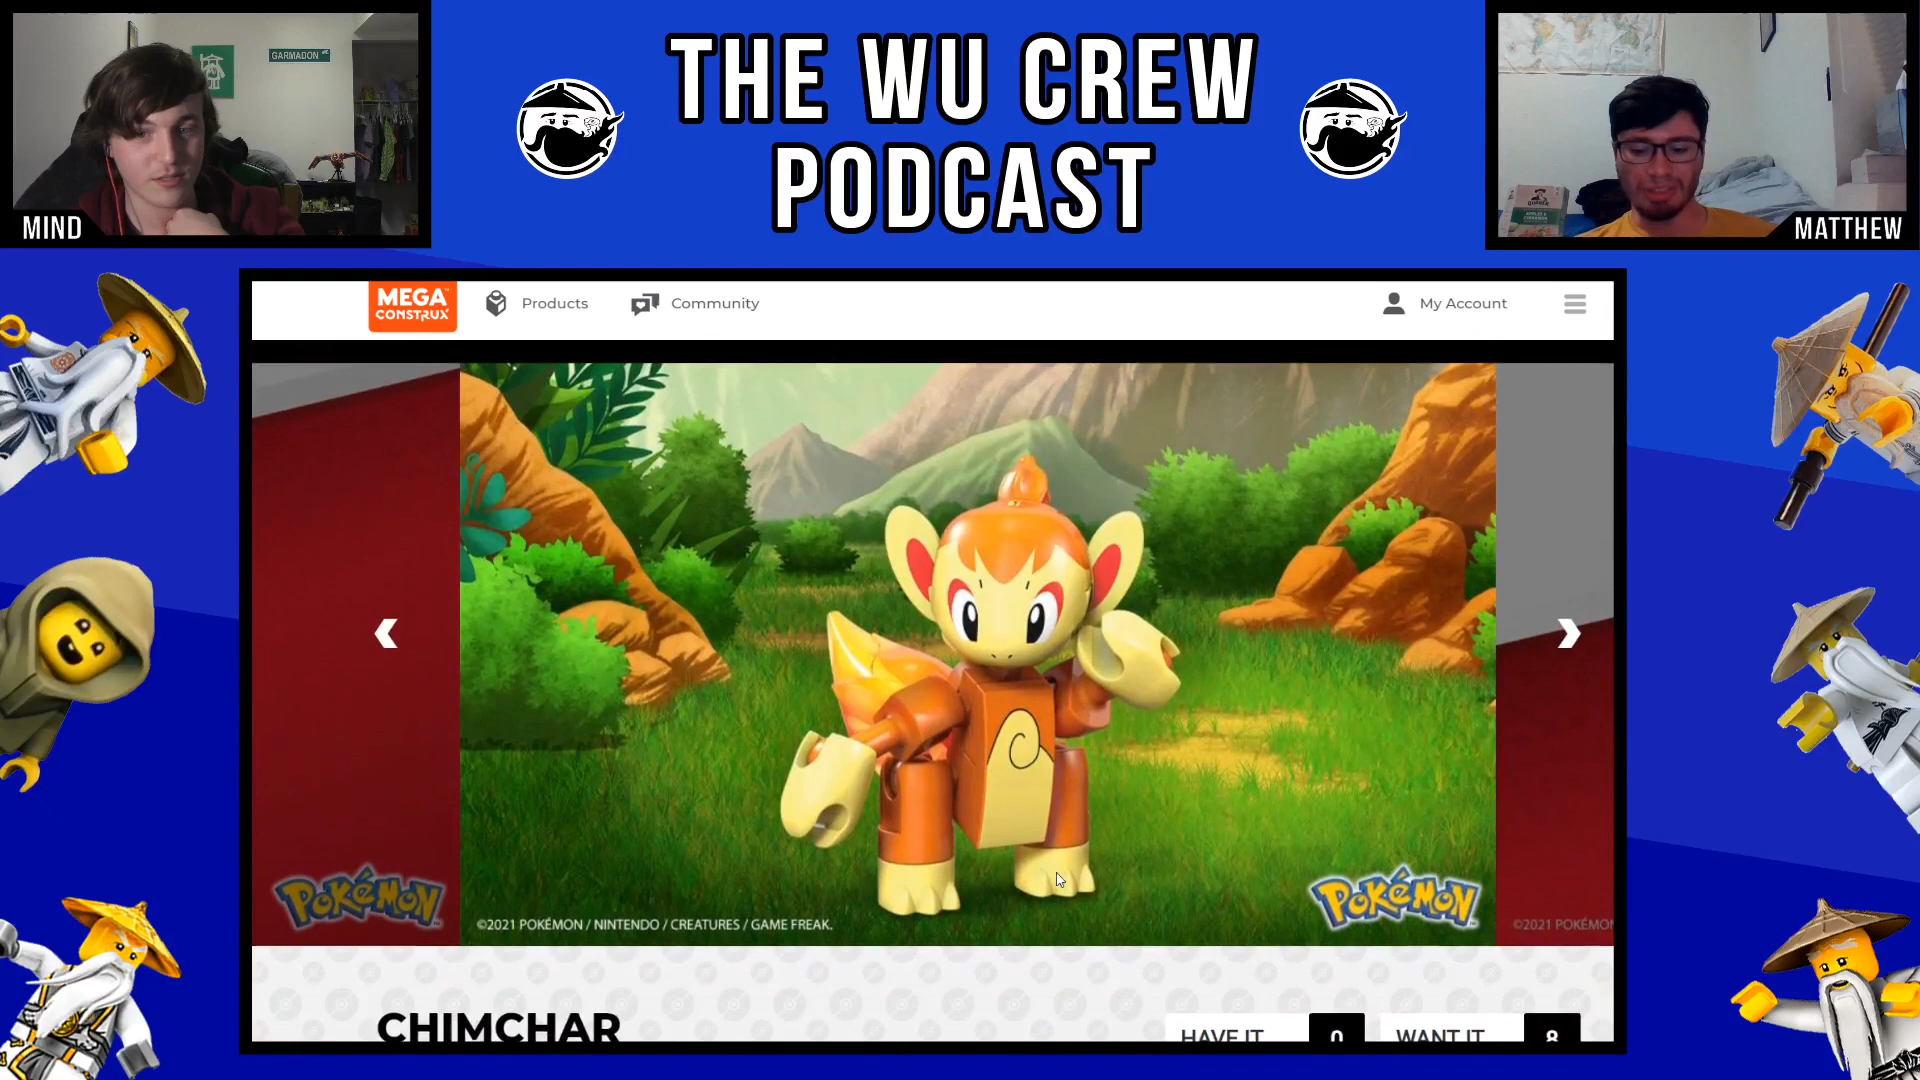 GARMADON
MIND
THE WU CREW
PODCAST
MATTHEW
QUAKER
MEGA
CONSTRUX
Products
Community
My Account
POKÉMON
©2021 POKÉMON / NINTENDO / CREATURES / GAME FREAK.
POKÉMON
©2021 POKÉMON
CHIMCHAR
HAVE IT 0
WANT IT 8